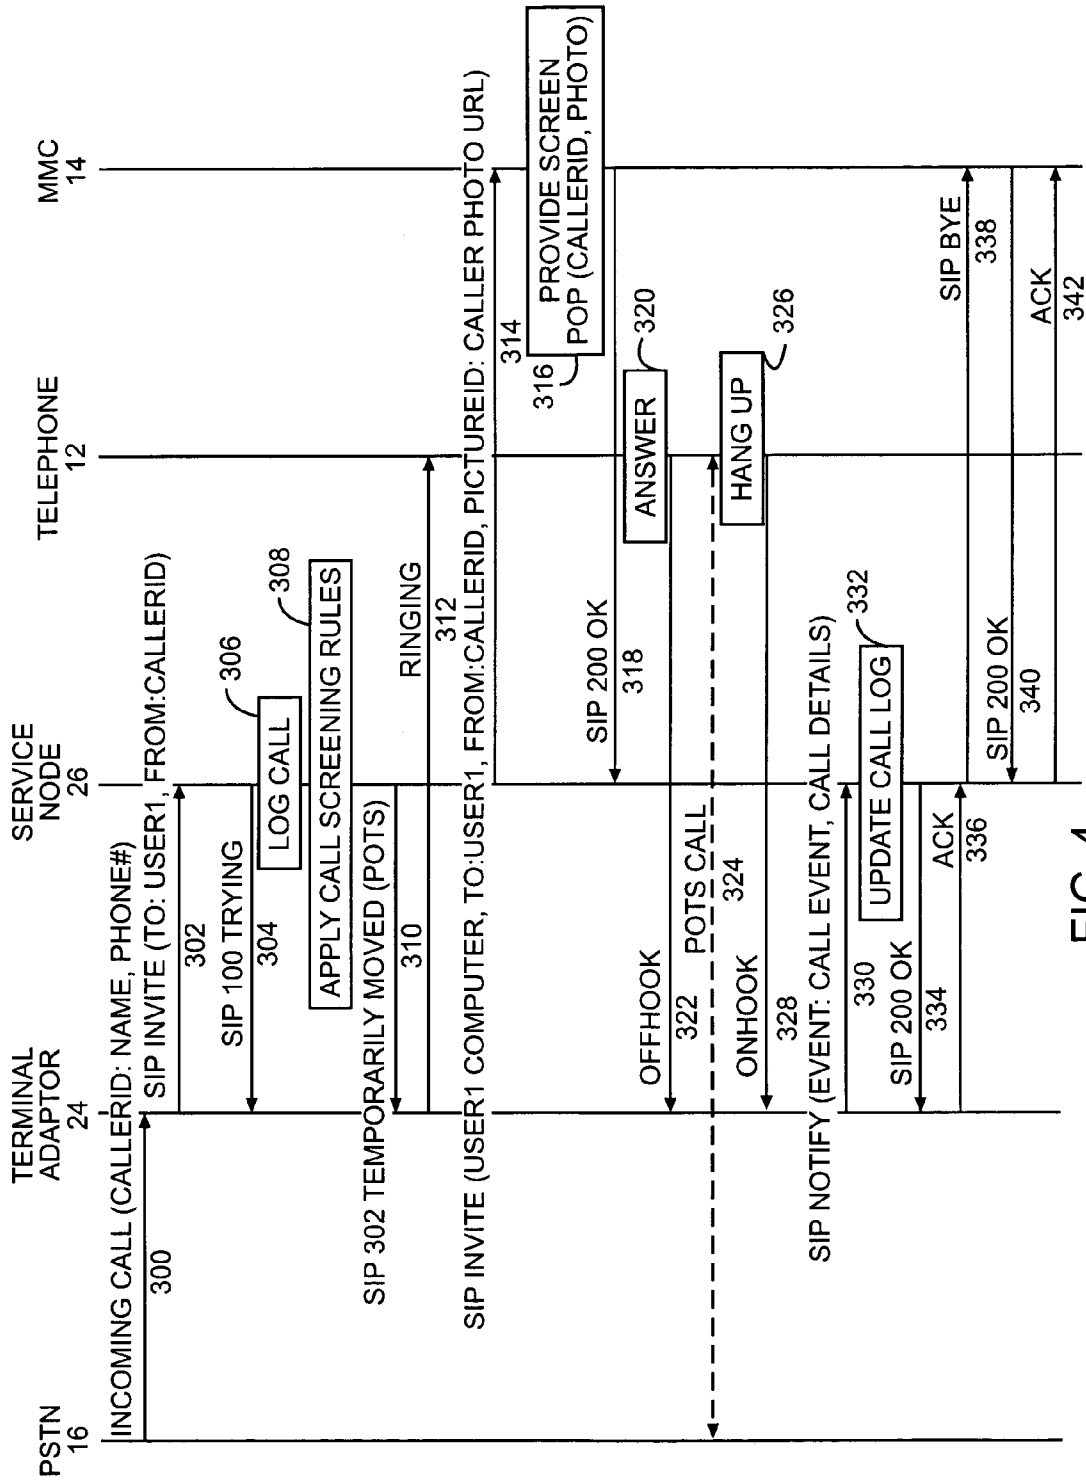 PSTN
16
TERMINAL
ADAPTOR
24
SERVICE
NODE
26
TELEPHONE
12
MMC
14
INCOMING CALL (CALLERID: NAME, PHONE#)
300
SIP INVITE (TO: USER1, FROM:CALLERID)
302
SIP 100 TRYING
304
LOG CALL
306
APPLY CALL SCREENING RULES
308
SIP 302 TEMPORARILY MOVED (POTS)
310
RINGING
312
SIP INVITE (USER1 COMPUTER, TO:USER1, FROM:CALLERID, PICTUREID: CALLER PHOTO URL)
314
PROVIDE SCREEN
POP (CALLERID, PHOTO)
316
SIP 200 OK
318
ANSWER
320
OFFHOOK
322
POTS CALL
324
HANG UP
326
ONHOOK
328
SIP NOTIFY (EVENT: CALL EVENT, CALL DETAILS)
330
UPDATE CALL LOG
332
SIP 200 OK
334
ACK
336
SIP BYE
338
SIP 200 OK
340
ACK
342